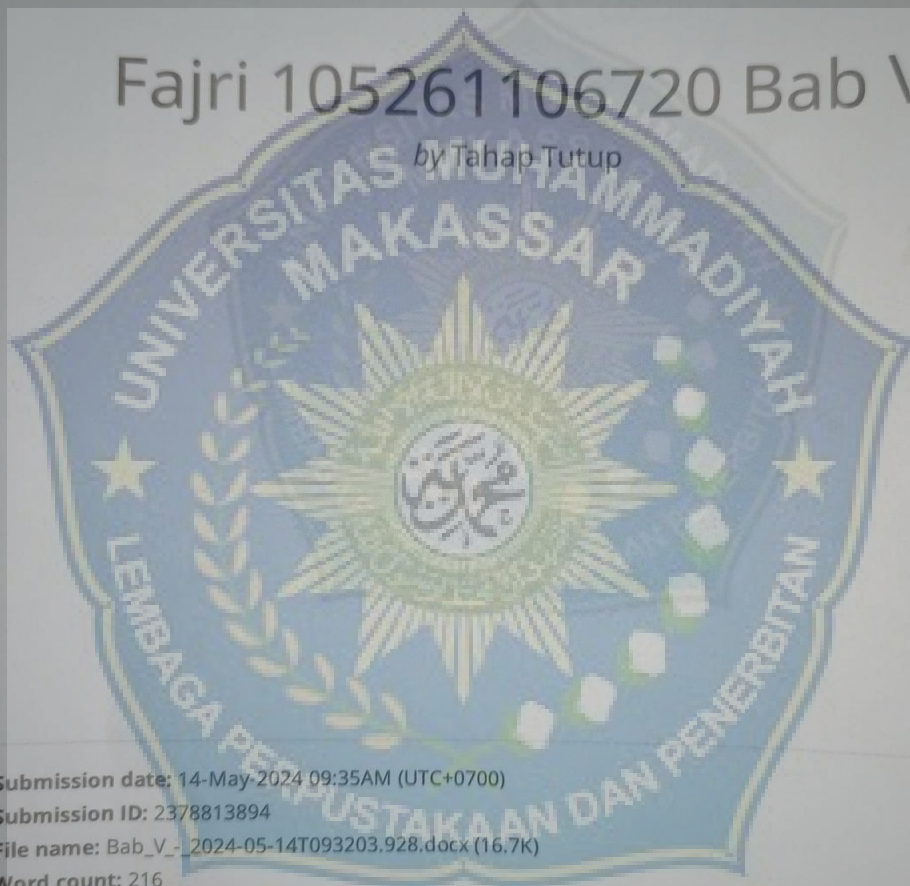 Fajri 105261106720 Bab V
by Tahap Tutup
UNIVERSITAS MUHAMMADIYAH
MAKASSAR
محمد
LEMBAGA PERPUSTAKAAN DAN PENERBITAN
Submission date: 14-May-2024 09:35AM (UTC+0700)
Submission ID: 2378813894
File name: Bab_V_-_2024-05-14T093203.928.docx (16.7K)
Word count: 216